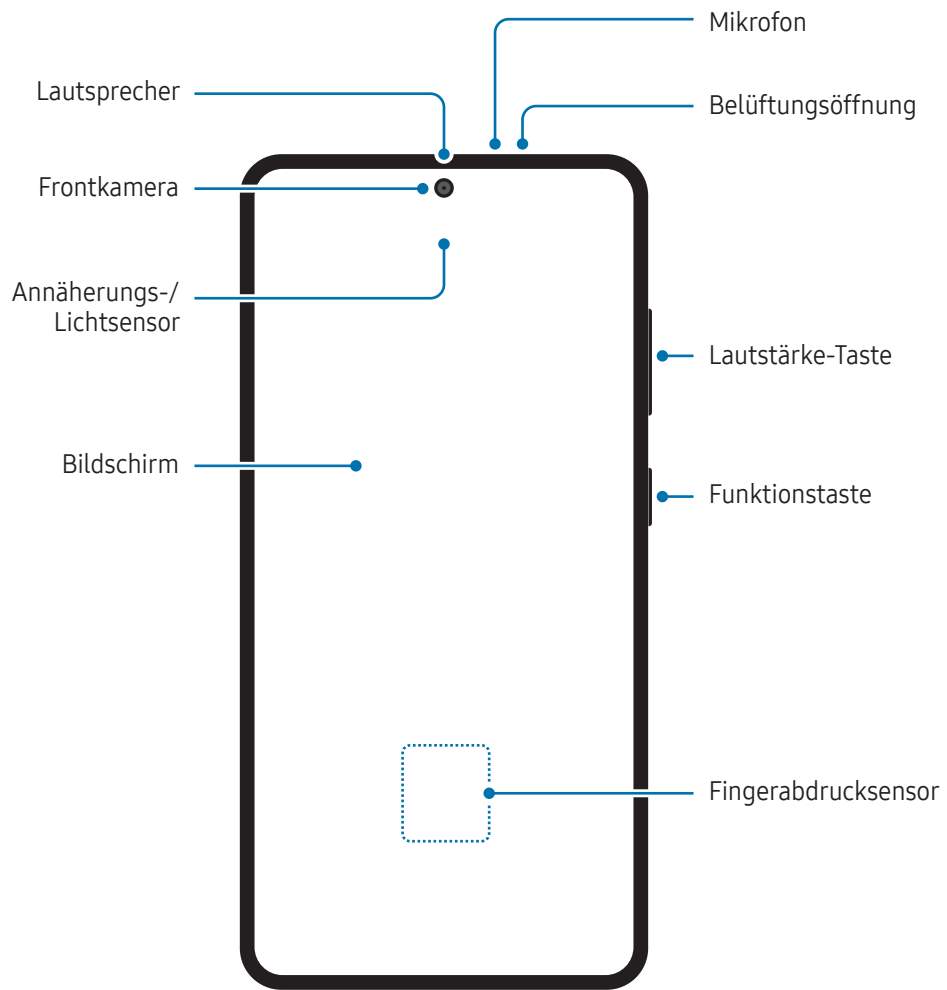 Mikrofon
Lautsprecher
Belüftungsöffnung
Frontkamera
Annäherungs-/
Lichtsensor
Lautstärke-Taste
Bildschirm
Funktionstaste
Fingerabdrucksensor